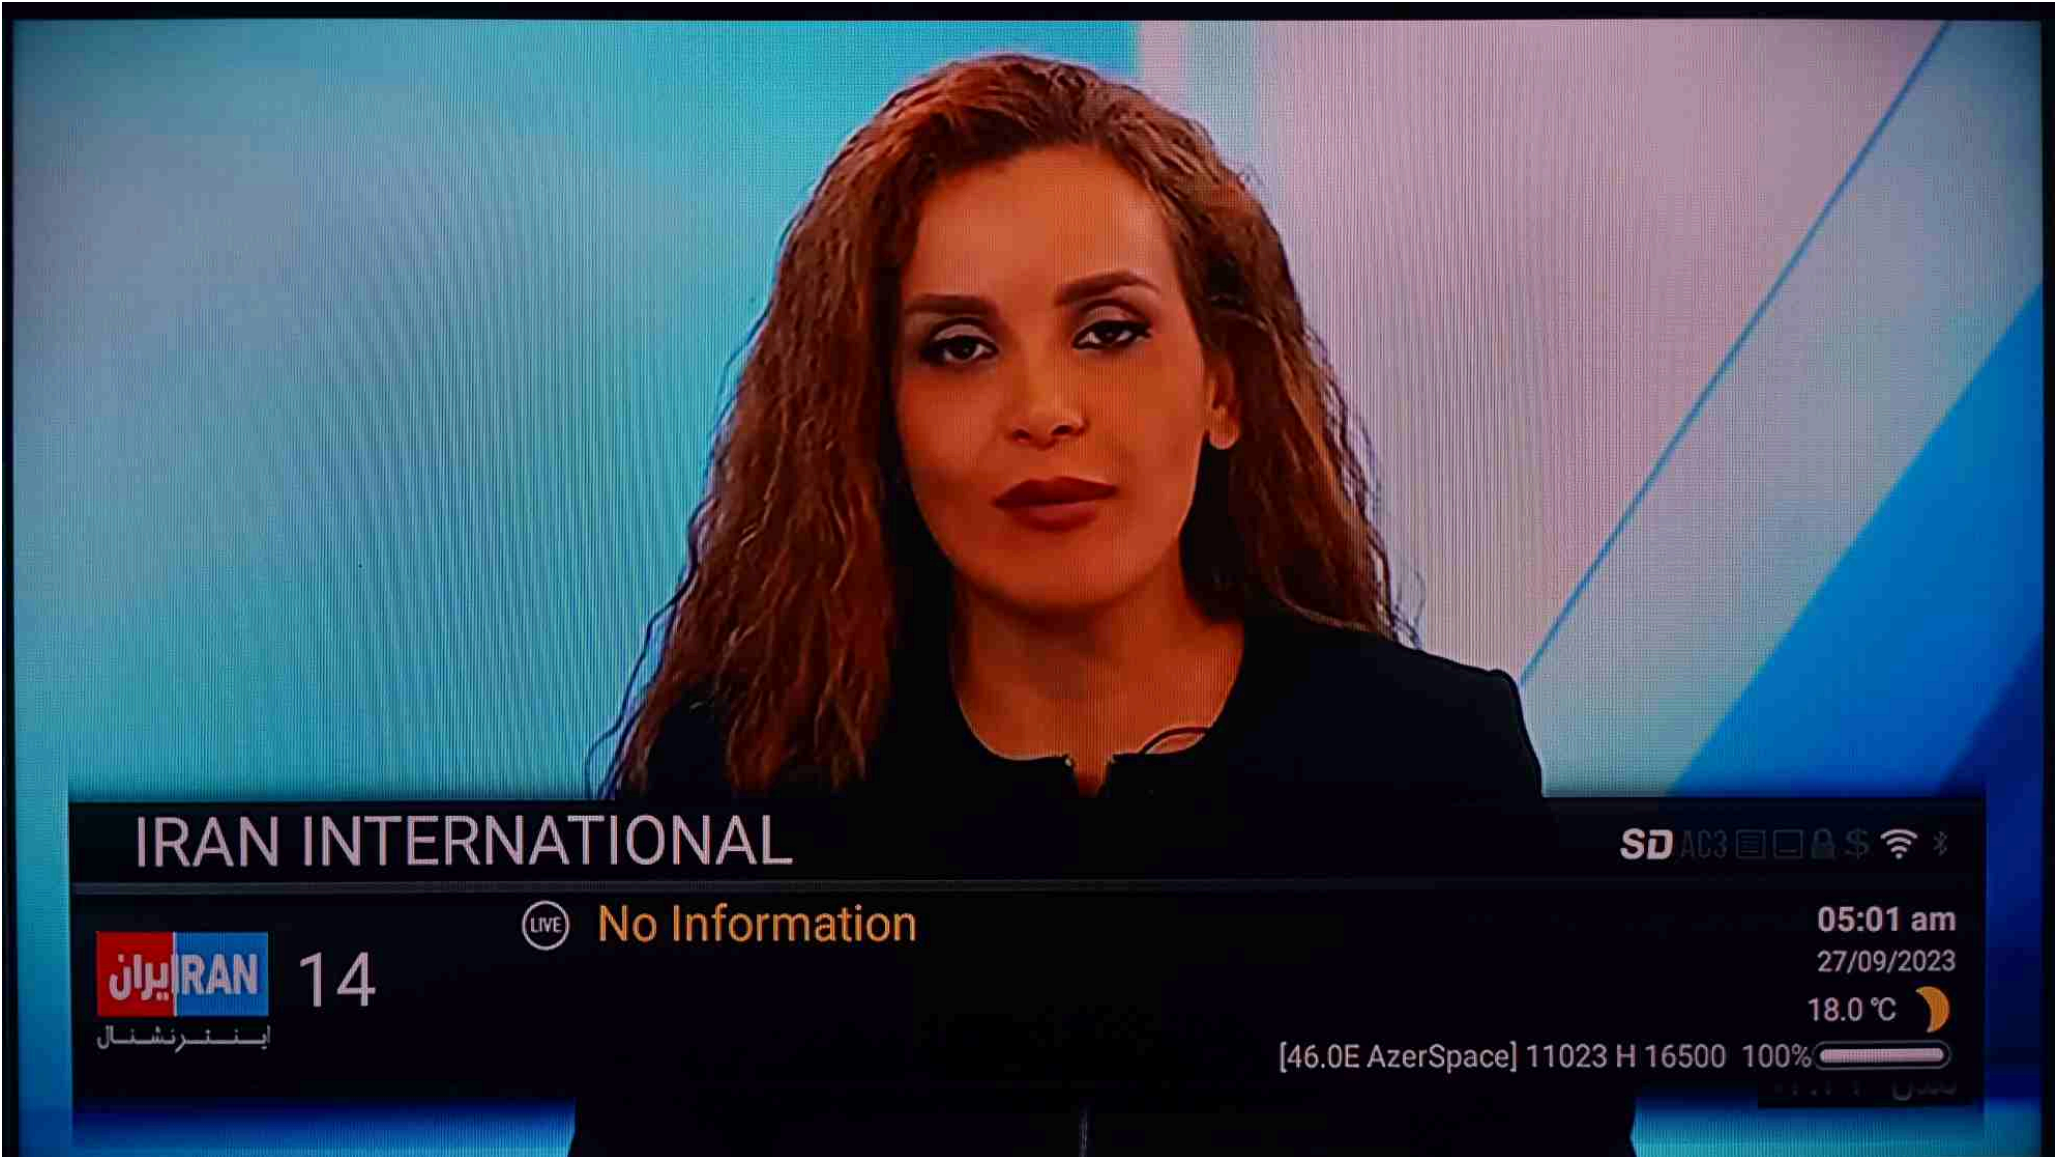 IRAN INTERNATIONAL
SD AC3 $
LIVE No Information
05:01 am
27/09/2023
ایران IRAN
14
18.0 °C
اینترنشنال
[46.0E AzerSpace] 11023 H 16500 100%